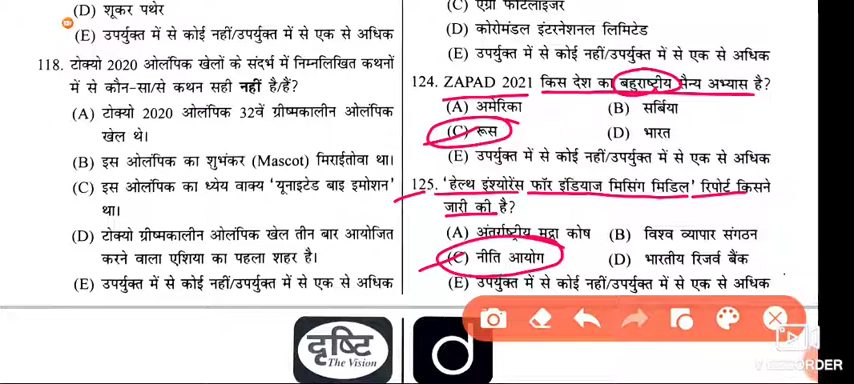 (D) शूकर पथेर
(E) उपर्युक्त में से कोई नहीं/उपर्युक्त में से एक से अधिक
118. टोक्यो 2020 ओलंपिक खेलों के संदर्भ में निम्नलिखित कथनों
में से कौन-सा/से कथन सही नहीं है/हैं?
(A) टोक्यो 2020 ओलंपिक 32वें ग्रीष्मकालीन ओलंपिक
खेल थे।
(B) इस ओलंपिक का शुभंकर (Mascot) मिराईतोवा था।
(C) इस ओलंपिक का ध्येय वाक्य ‘यूनाइटेड बाइ इमोशन’
था।
(D) टोक्यो ग्रीष्मकालीन ओलंपिक खेल तीन बार आयोजित
करने वाला एशिया का पहला शहर है।
(E) उपर्युक्त में से कोई नहीं/उपर्युक्त में से एक से अधिक
(C) एग्रो फर्टिलाइजर
(D) कोरोमंडल इंटरनेशनल लिमिटेड
(E) उपर्युक्त में से कोई नहीं/उपर्युक्त में से एक से अधिक
124. ZAPAD 2021 किस देश का बहुराष्ट्रीय सैन्य अभ्यास है?
(A) अमेरिका (B) सर्बिया
(C) रूस (D) भारत
(E) उपर्युक्त में से कोई नहीं/उपर्युक्त में से एक से अधिक
125. ‘हेल्थ इंश्योरेंस फॉर इंडियाज मिसिंग मिडिल’ रिपोर्ट किसने
जारी की है?
(A) अंतर्राष्ट्रीय मुद्रा कोष (B) विश्व व्यापार संगठन
(C) नीति आयोग (D) भारतीय रिजर्व बैंक
(E) उपर्युक्त में से कोई नहीं/उपर्युक्त में से एक से अधिक
दृष्टि
The Vision